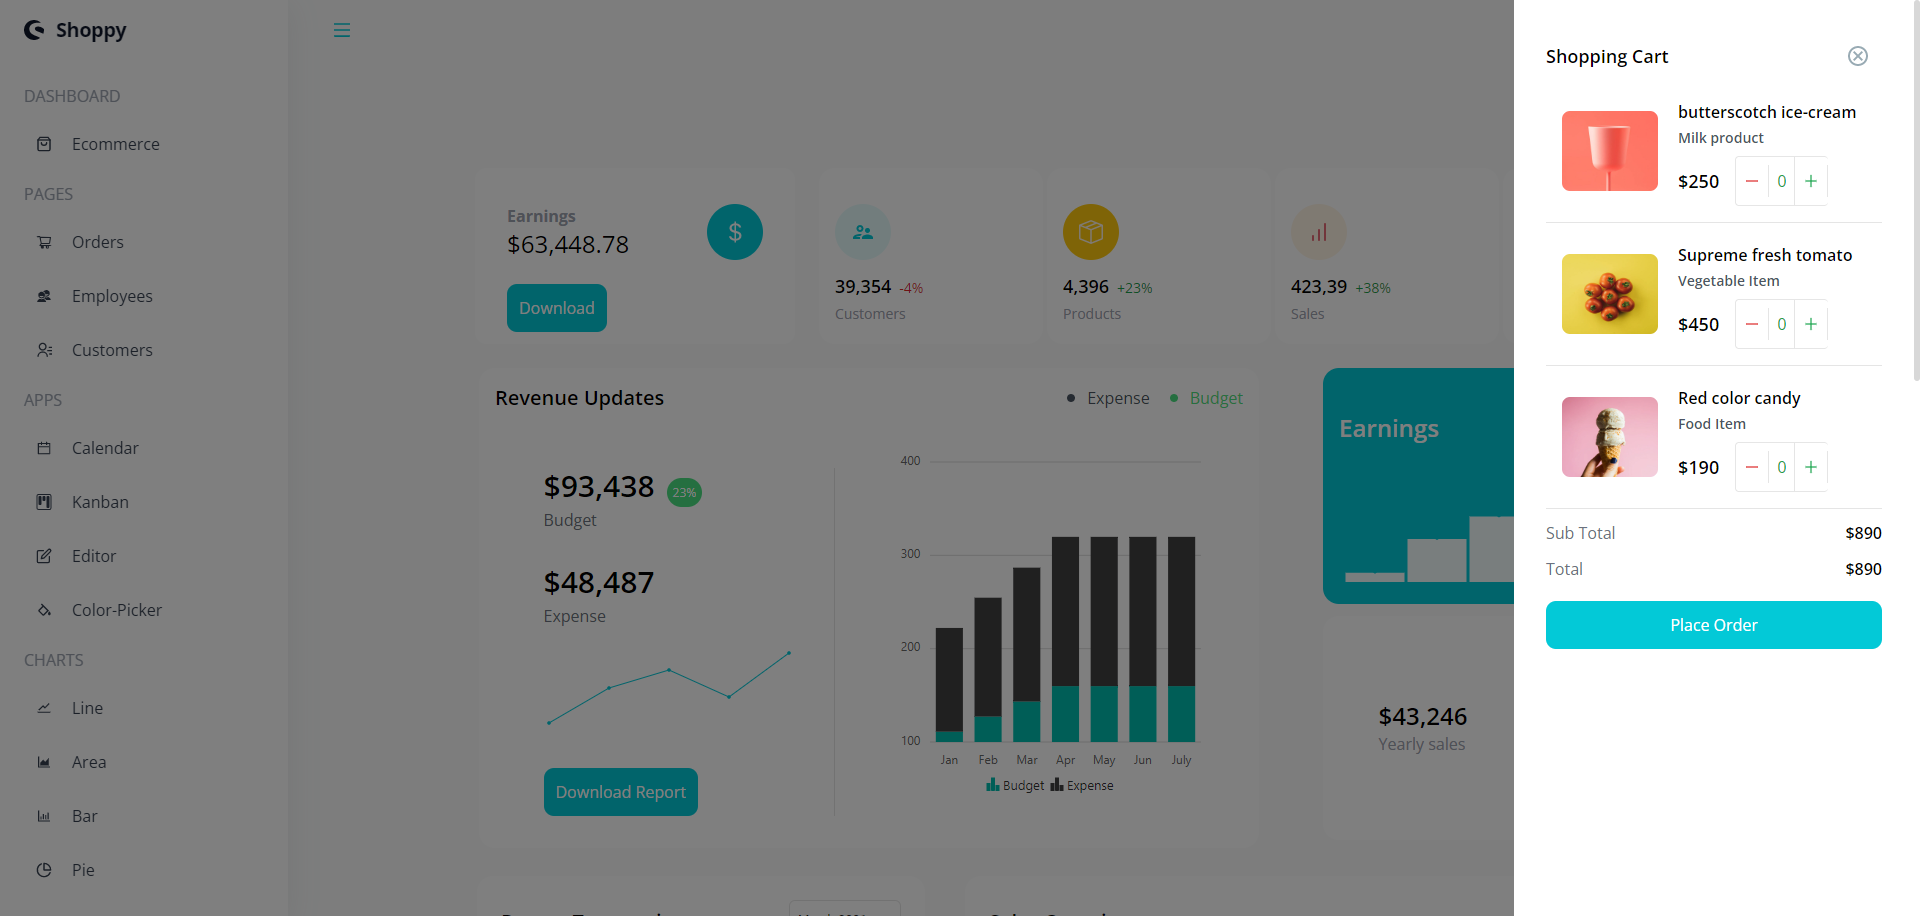 Shoppy
DASHBOARD
Ecommerce
PAGES
Orders
Employees
Customers
APPS
Calendar
Kanban
Editor
Color-Picker
CHARTS
Line
Area
Bar
Pie
Earnings
$63,448.78
$
Download
39,354 -4%
Customers
4,396 +23%
Products
423,39 +38%
Sales
Revenue Updates
Expense
Budget
$93,438 23%
Budget
$48,487
Expense
Download Report
400
300
200
100
Jan Feb Mar Apr May Jun July
Budget Expense
Earnings
$43,246
Yearly sales
Shopping Cart
butterscotch ice-cream
Milk product
$250 0
Supreme fresh tomato
Vegetable Item
$450 0
Red color candy
Food Item
$190 0
Sub Total $890
Total $890
Place Order